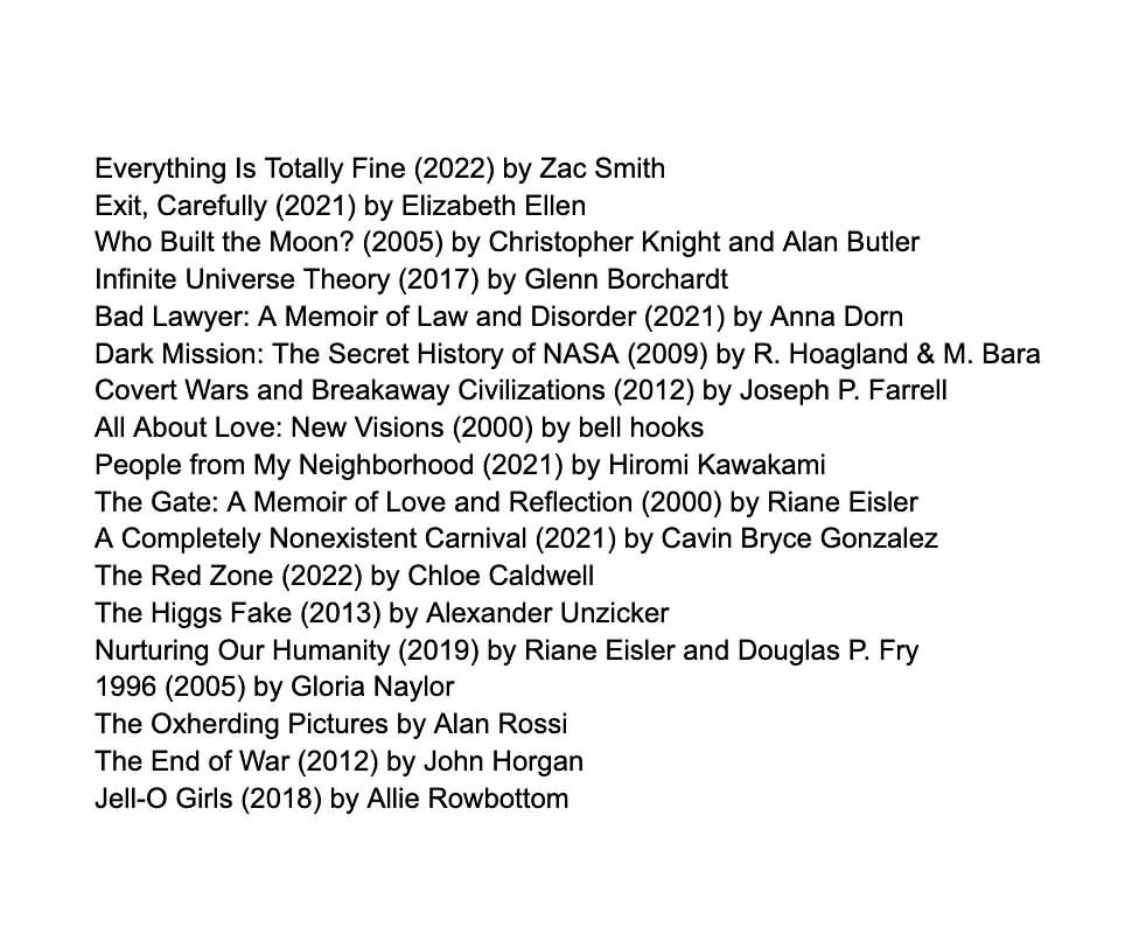 Everything Is Totally Fine (2022) by Zac Smith
Exit, Carefully (2021) by Elizabeth Ellen
Who Built the Moon? (2005) by Christopher Knight and Alan Butler
Infinite Universe Theory (2017) by Glenn Borchardt
Bad Lawyer: A Memoir of Law and Disorder (2021) by Anna Dorn
Dark Mission: The Secret History of NASA (2009) by R. Hoagland & M. Bara
Covert Wars and Breakaway Civilizations (2012) by Joseph P. Farrell
All About Love: New Visions (2000) by bell hooks
People from My Neighborhood (2021) by Hiromi Kawakami
The Gate: A Memoir of Love and Reflection (2000) by Riane Eisler
A Completely Nonexistent Carnival (2021) by Cavin Bryce Gonzalez
The Red Zone (2022) by Chloe Caldwell
The Higgs Fake (2013) by Alexander Unzicker
Nurturing Our Humanity (2019) by Riane Eisler and Douglas P. Fry
1996 (2005) by Gloria Naylor
The Oxherding Pictures by Alan Rossi
The End of War (2012) by John Horgan
Jell-O Girls (2018) by Allie Rowbottom